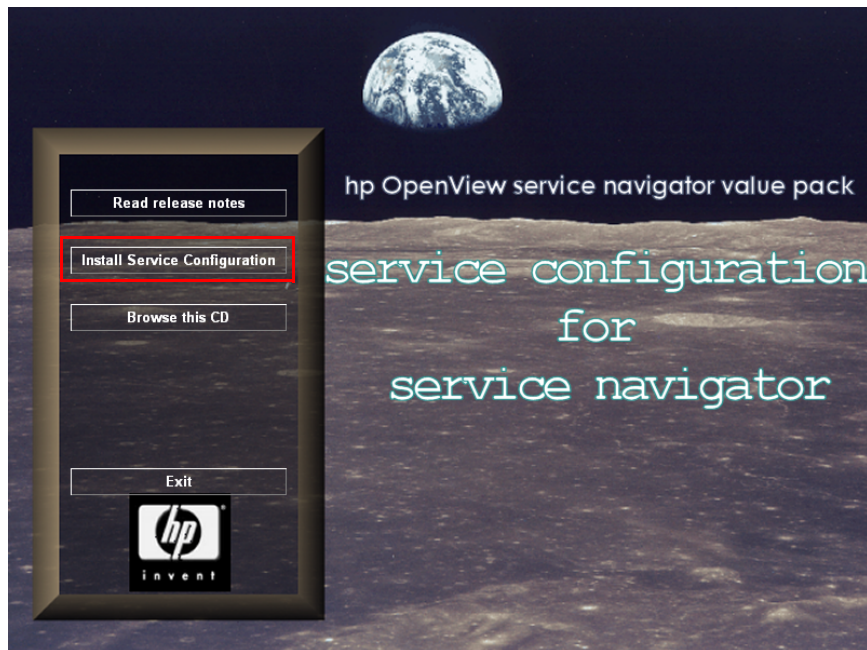 hp OpenView service navigator value pack
service configuration
for
service navigator
Read release notes
Install Service Configuration
Browse this CD
Exit
hp
invent